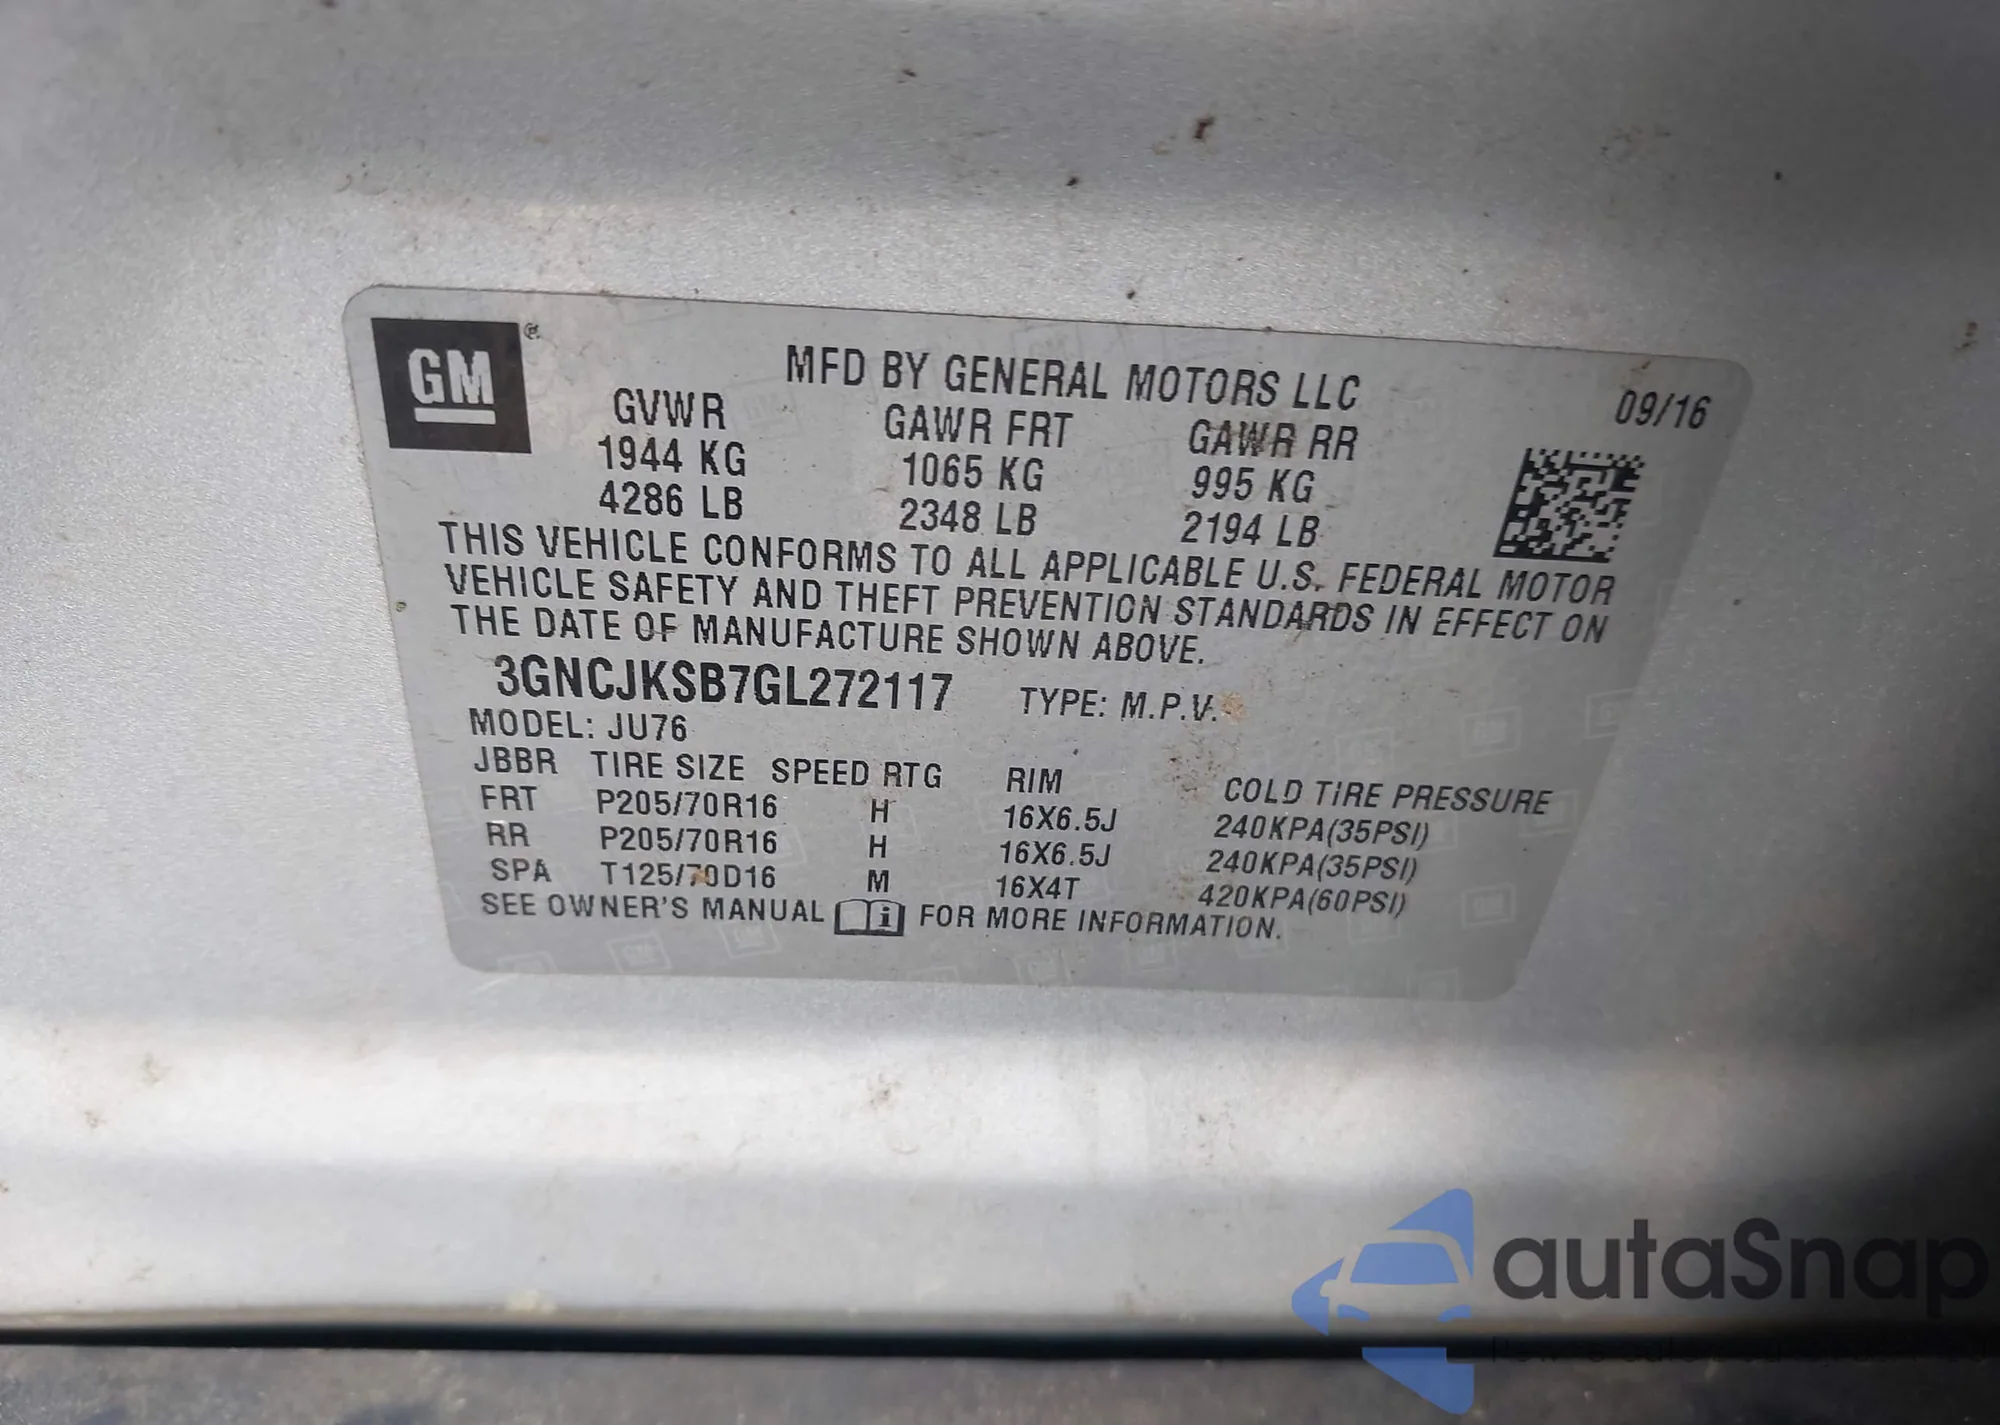 GM ®
MFD BY GENERAL MOTORS LLC
09/16
GVWR GAWR FRT GAWR RR
1944 KG 1065 KG 995 KG
4286 LB 2348 LB 2194 LB
THIS VEHICLE CONFORMS TO ALL APPLICABLE U.S. FEDERAL MOTOR
VEHICLE SAFETY AND THEFT PREVENTION STANDARDS IN EFFECT ON
THE DATE OF MANUFACTURE SHOWN ABOVE.
3GNCJKSB7GL272117 TYPE: M.P.V.
MODEL: JU76
JBBR TIRE SIZE SPEED RTG RIM COLD TIRE PRESSURE
FRT P205/70R16 H 16X6.5J 240KPA(35PSI)
RR P205/70R16 H 16X6.5J 240KPA(35PSI)
SPA T125/70D16 M 16X4T 420KPA(60PSI)
SEE OWNER'S MANUAL i FOR MORE INFORMATION.
autaSnap